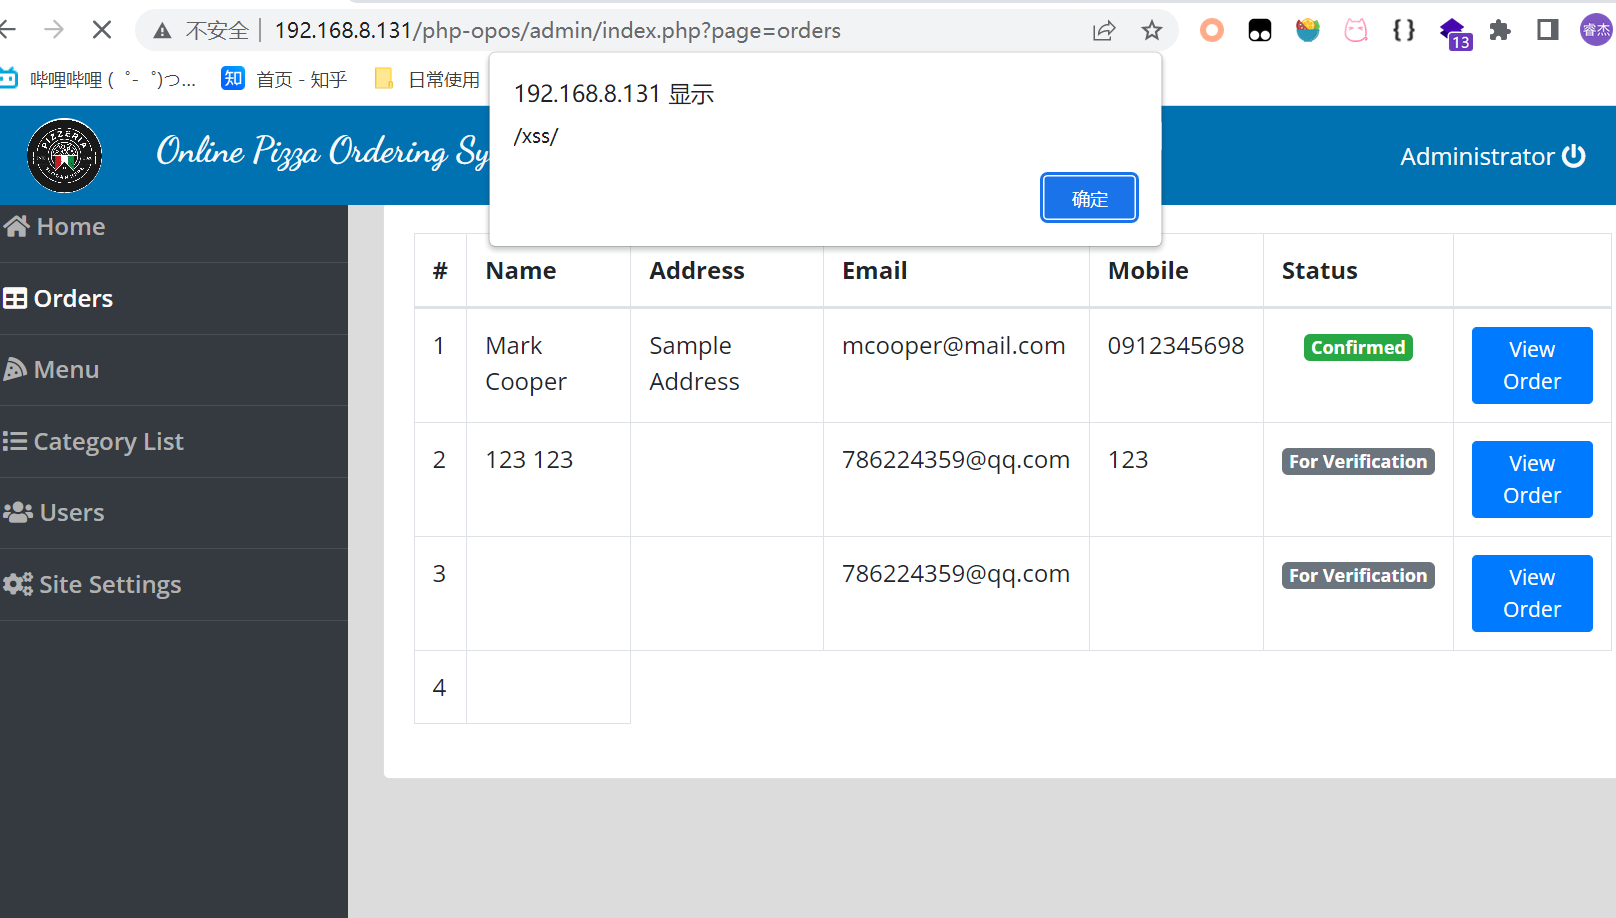 不安全 192.168.8.131/php-opos/admin/index.php?page=orders
13
睿杰
哔哩哔哩 (゜-゜)つ... 知 首页 - 知乎 日常使用
192.168.8.131 显示
/xss/
确定
PIZZERIA
Online Pizza Ordering Sy
Administrator
Home
Orders
Menu
Category List
Users
Site Settings
# Name Address Email Mobile Status
1 Mark Cooper Sample Address mcooper@mail.com 0912345698 Confirmed View Order
2 123 123 786224359@qq.com 123 For Verification View Order
3 786224359@qq.com For Verification View Order
4